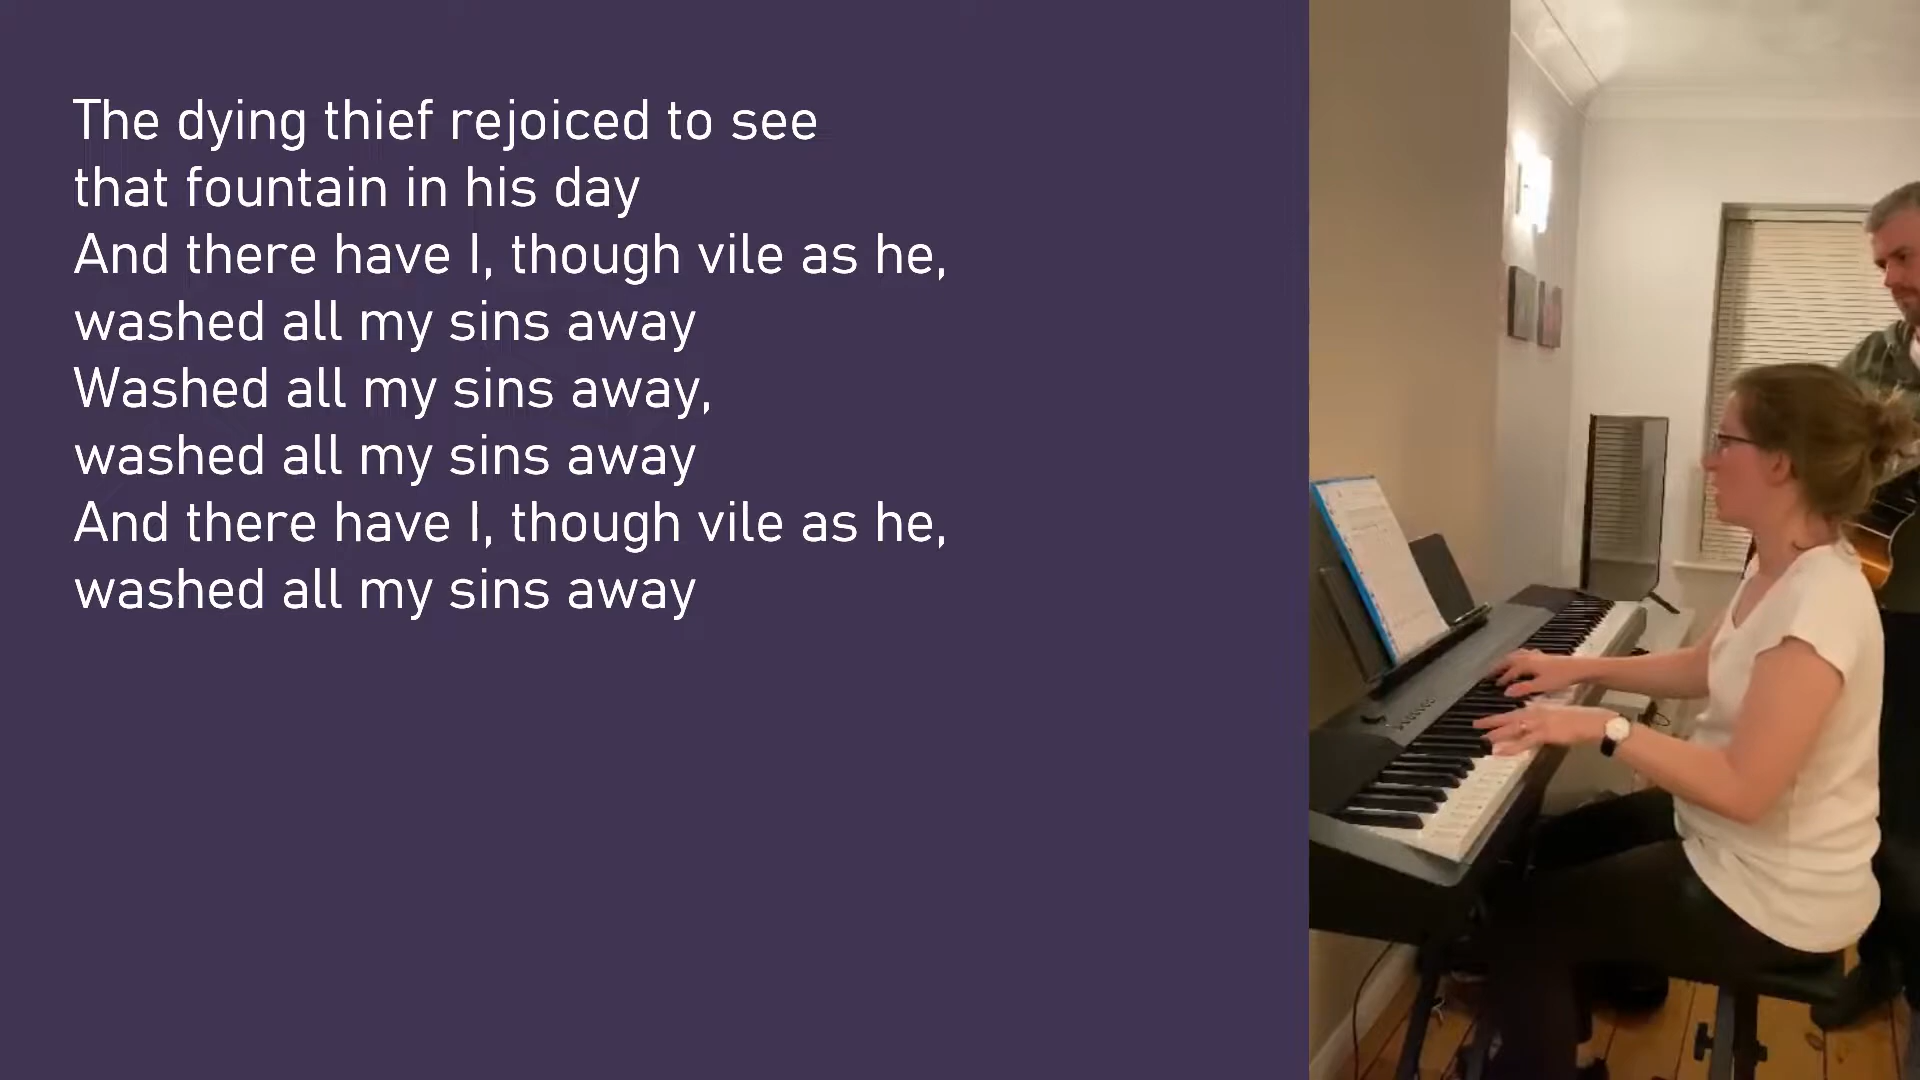 The dying thief rejoiced to see
that fountain in his day
And there have I, though vile as he,
washed all my sins away
Washed all my sins away,
washed all my sins away
And there have I, though vile as he,
washed all my sins away